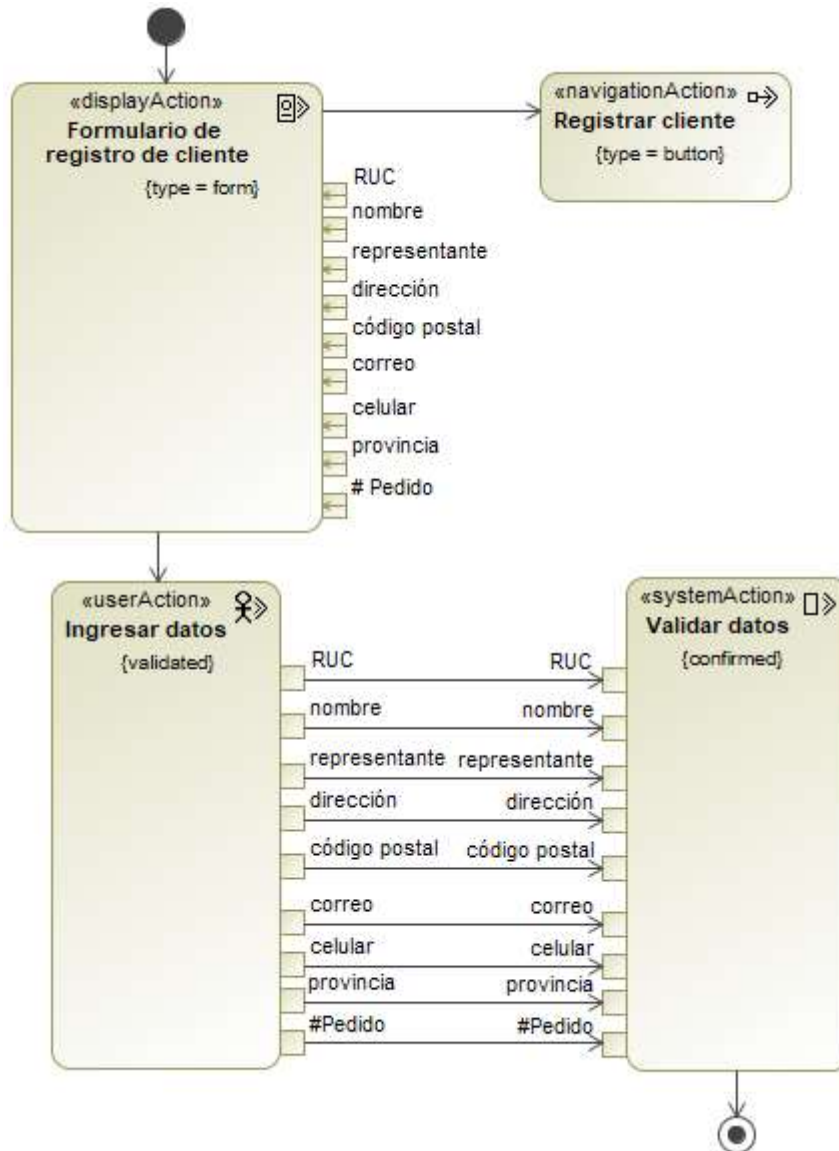 «displayAction»
Formulario de
registro de cliente
{type = form}
«navigationAction»
Registrar cliente
{type = button}
RUC
nombre
representante
dirección
código postal
correo
celular
provincia
# Pedido
«userAction»
Ingresar datos
{validated}
«systemAction»
Validar datos
{confirmed}
RUC RUC
nombre nombre
representante representante
dirección dirección
código postal código postal
correo correo
celular celular
provincia provincia
#Pedido #Pedido